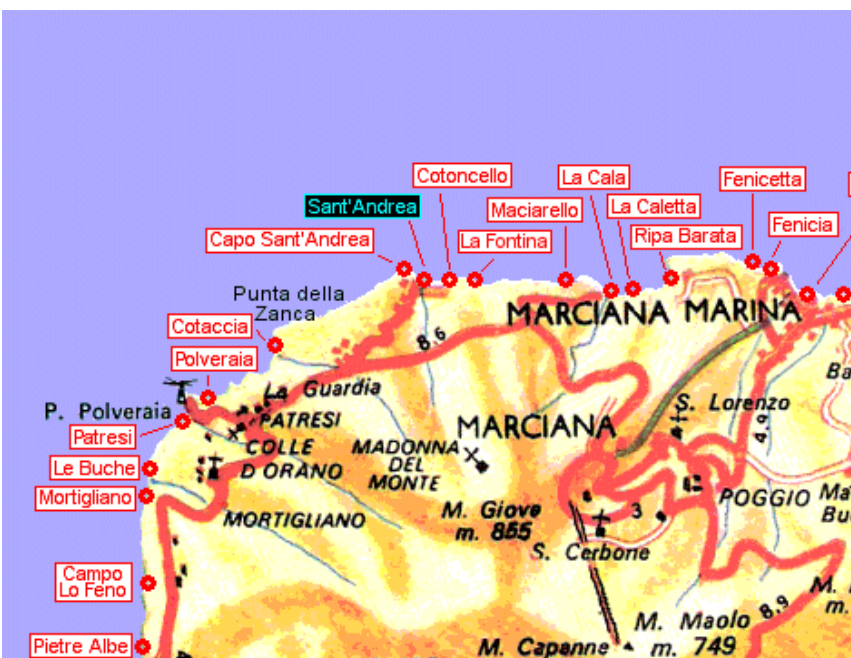 Cotoncello
La Cala
Fenicetta
Sant'Andrea
Maciarello
La Caletta
Capo Sant'Andrea
La Fontina
Ripa Barata
Fenicia
Punta della
Zanca
MARCIANA MARINA
Cotaccia
8,6
Polveraia
La Guardia
Ba
P. Polveraia
PATRESI
S. Lorenzo
Patresi
MARCIANA
4,9
COLLE
D'ORANO
MADONNA
DEL
MONTE
Le Buche
Mortigliano
POGGIO
Ma
Bu
MORTIGLIANO
M. Giove
m. 855
3
S. Cerbone
Campo
Lo Feno
M.
m.
8,9
M. Maolo
m. 749
Pietre Albe
M. Capanne